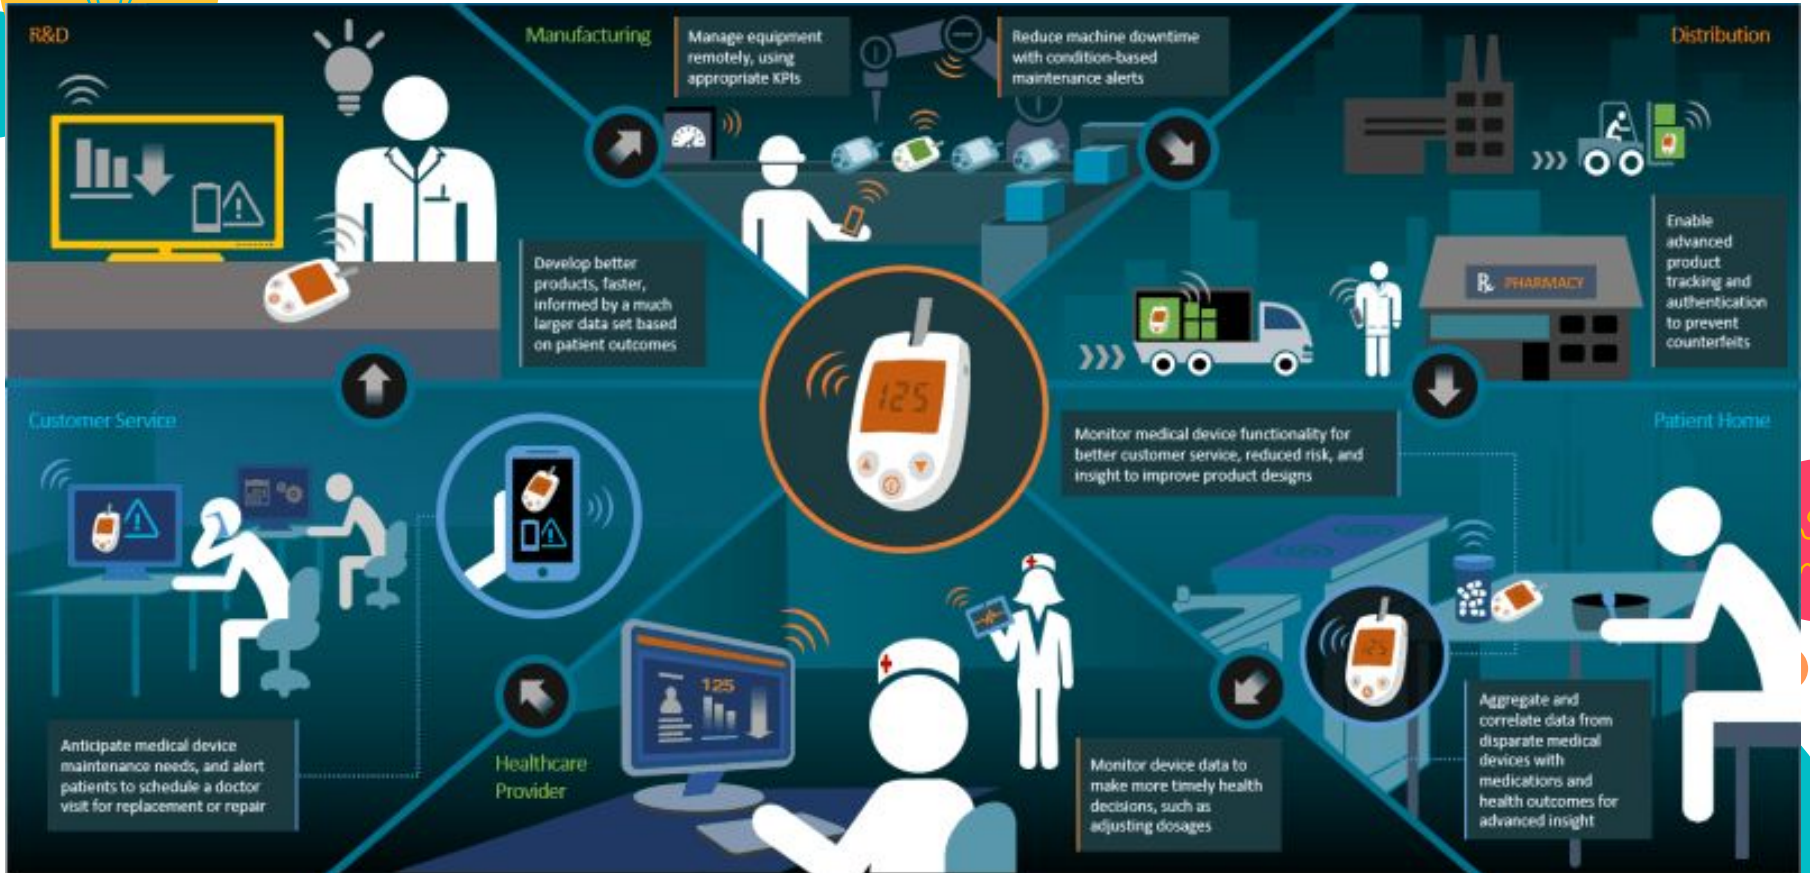 R&D
Develop better
products, faster,
informed by a much
larger data set based
on patient outcomes
Manufacturing
Manage equipment
remotely, using
appropriate KPIs
Reduce machine downtime
with condition-based
maintenance alerts
Distribution
Enable
advanced
product
tracking and
authentication
to prevent
counterfeits
Rx PHARMACY
125
Customer Service
Anticipate medical device
maintenance needs, and alert
patients to schedule a doctor
visit for replacement or repair
Healthcare
Provider
125
Monitor device data to
make more timely health
decisions, such as
adjusting dosages
Patient Home
Monitor medical device functionality for
better customer service, reduced risk, and
insight to improve product designs
125
Aggregate and
correlate data from
disparate medical
devices with
medications and
health outcomes for
advanced insight